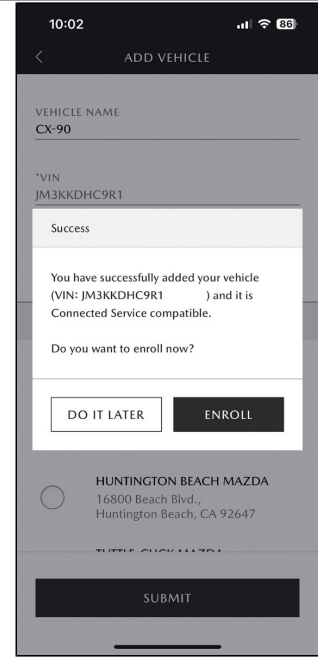 10:02
86
ADD VEHICLE
VEHICLE NAME
CX-90
*VIN
JM3KKDHC9R1
Success
You have successfully added your vehicle
(VIN: JM3KKDHC9R1 ) and it is
Connected Service compatible.
Do you want to enroll now?
DO IT LATER
ENROLL
HUNTINGTON BEACH MAZDA
16800 Beach Blvd.,
Huntington Beach, CA 92647
SUBMIT